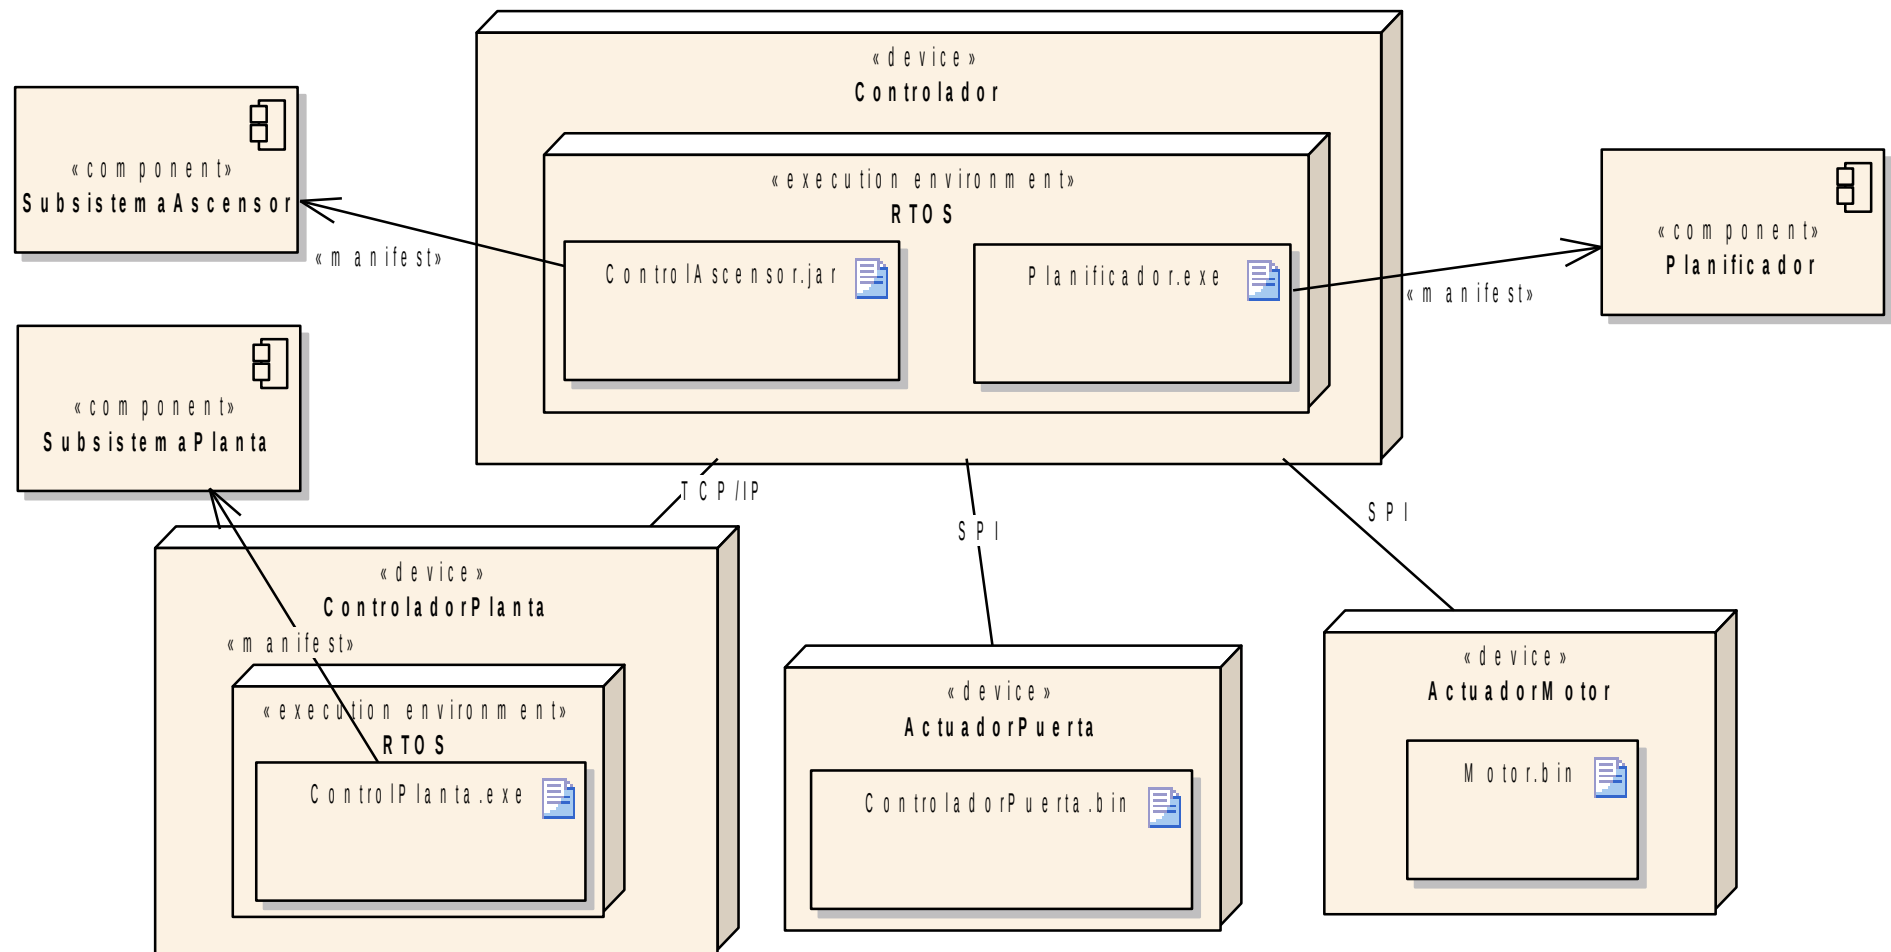 «device»
Controlador
«component»
SubsistemaAscensor
«execution environment»
RTOS
«component»
Planificador
«manifest»
ControlAscensor.jar
Planificador.exe
«manifest»
«component»
SubsistemaPlanta
TCP/IP
SPI
SPI
«device»
ControladorPlanta
«manifest»
«execution environment»
RTOS
ControlPlanta.exe
«device»
ActuadorPuerta
ControladorPuerta.bin
«device»
ActuadorMotor
Motor.bin